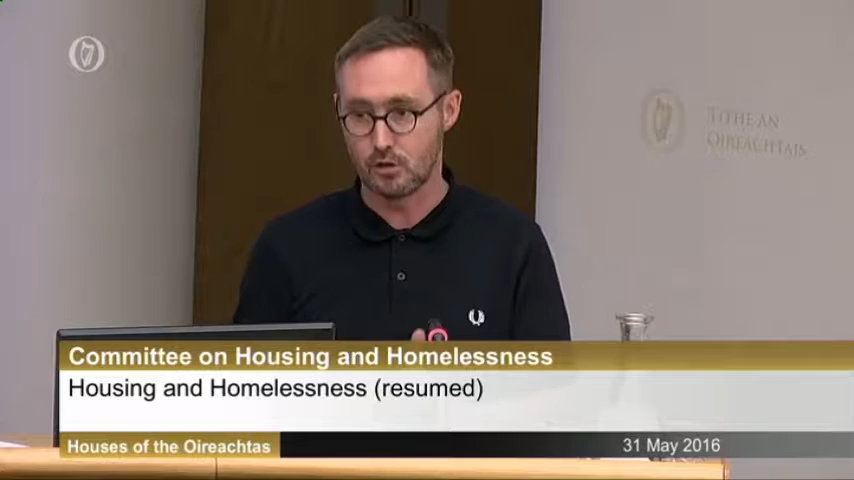 TITHE AN
OIREACHTAIS
Committee on Housing and Homelessness
Housing and Homelessness (resumed)
Houses of the Oireachtas
31 May 2016